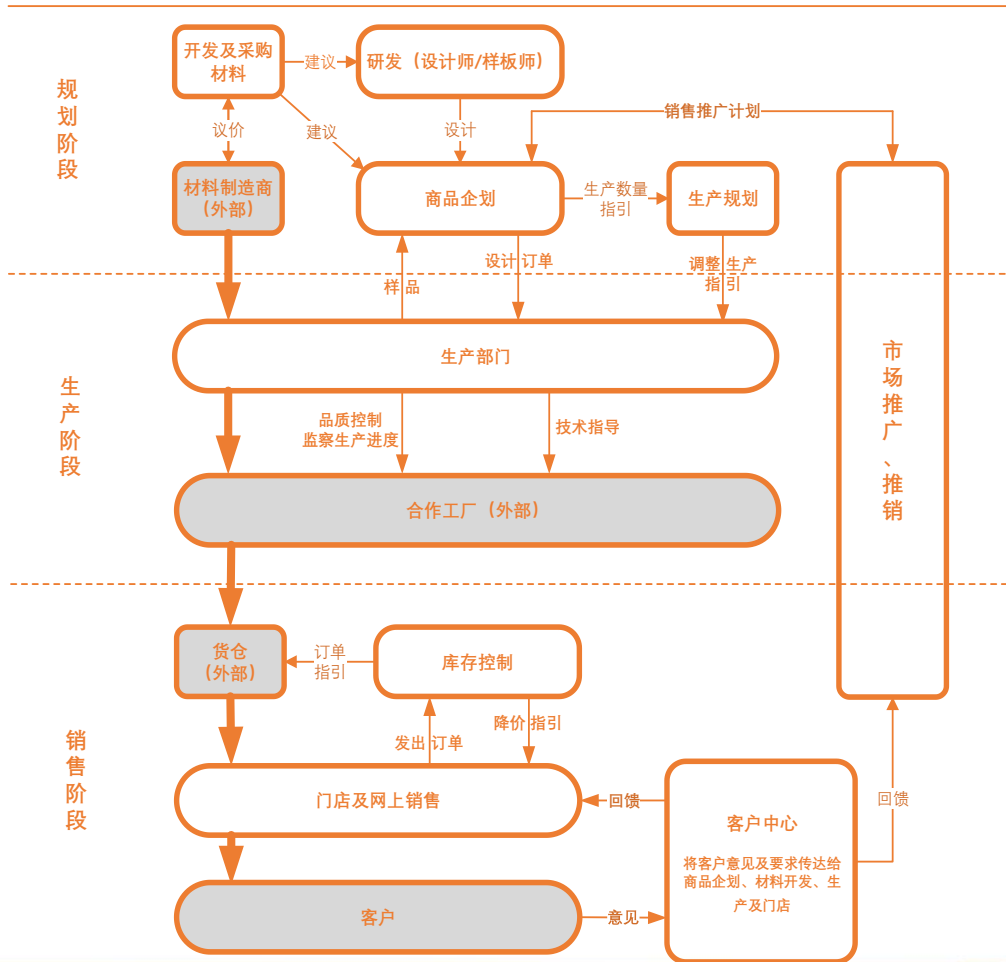 规划阶段
开发及采购
材料
建议
研发（设计师/样板师）
议价
建议
设计
销售推广计划
材料制造商
（外部）
商品企划
生产数量
指引
生产规划
样品
设计订单
调整生产
指引
生产阶段
生产部门
品质控制
监察生产进度
技术指导
合作工厂（外部）
市场推广、推销
销售阶段
货仓
（外部）
订单
指引
库存控制
发出订单
降价指引
门店及网上销售
回馈
客户中心
将客户意见及要求传达给
商品企划、材料开发、生
产及门店
回馈
客户
意见